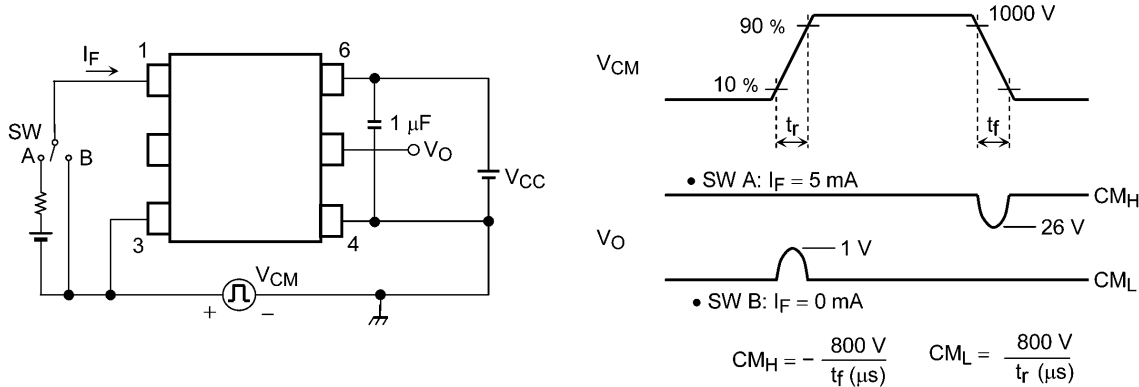 I_F
1
6
SW
A
B
1 μF
V_O
V_CC
3
4
V_CM
+
−
V_CM
90 %
10 %
1000 V
t_r
t_f
• SW A: I_F = 5 mA
CM_H
26 V
V_O
1 V
CM_L
• SW B: I_F = 0 mA
CM_H = − 800 V / t_f (μs)
CM_L = 800 V / t_r (μs)